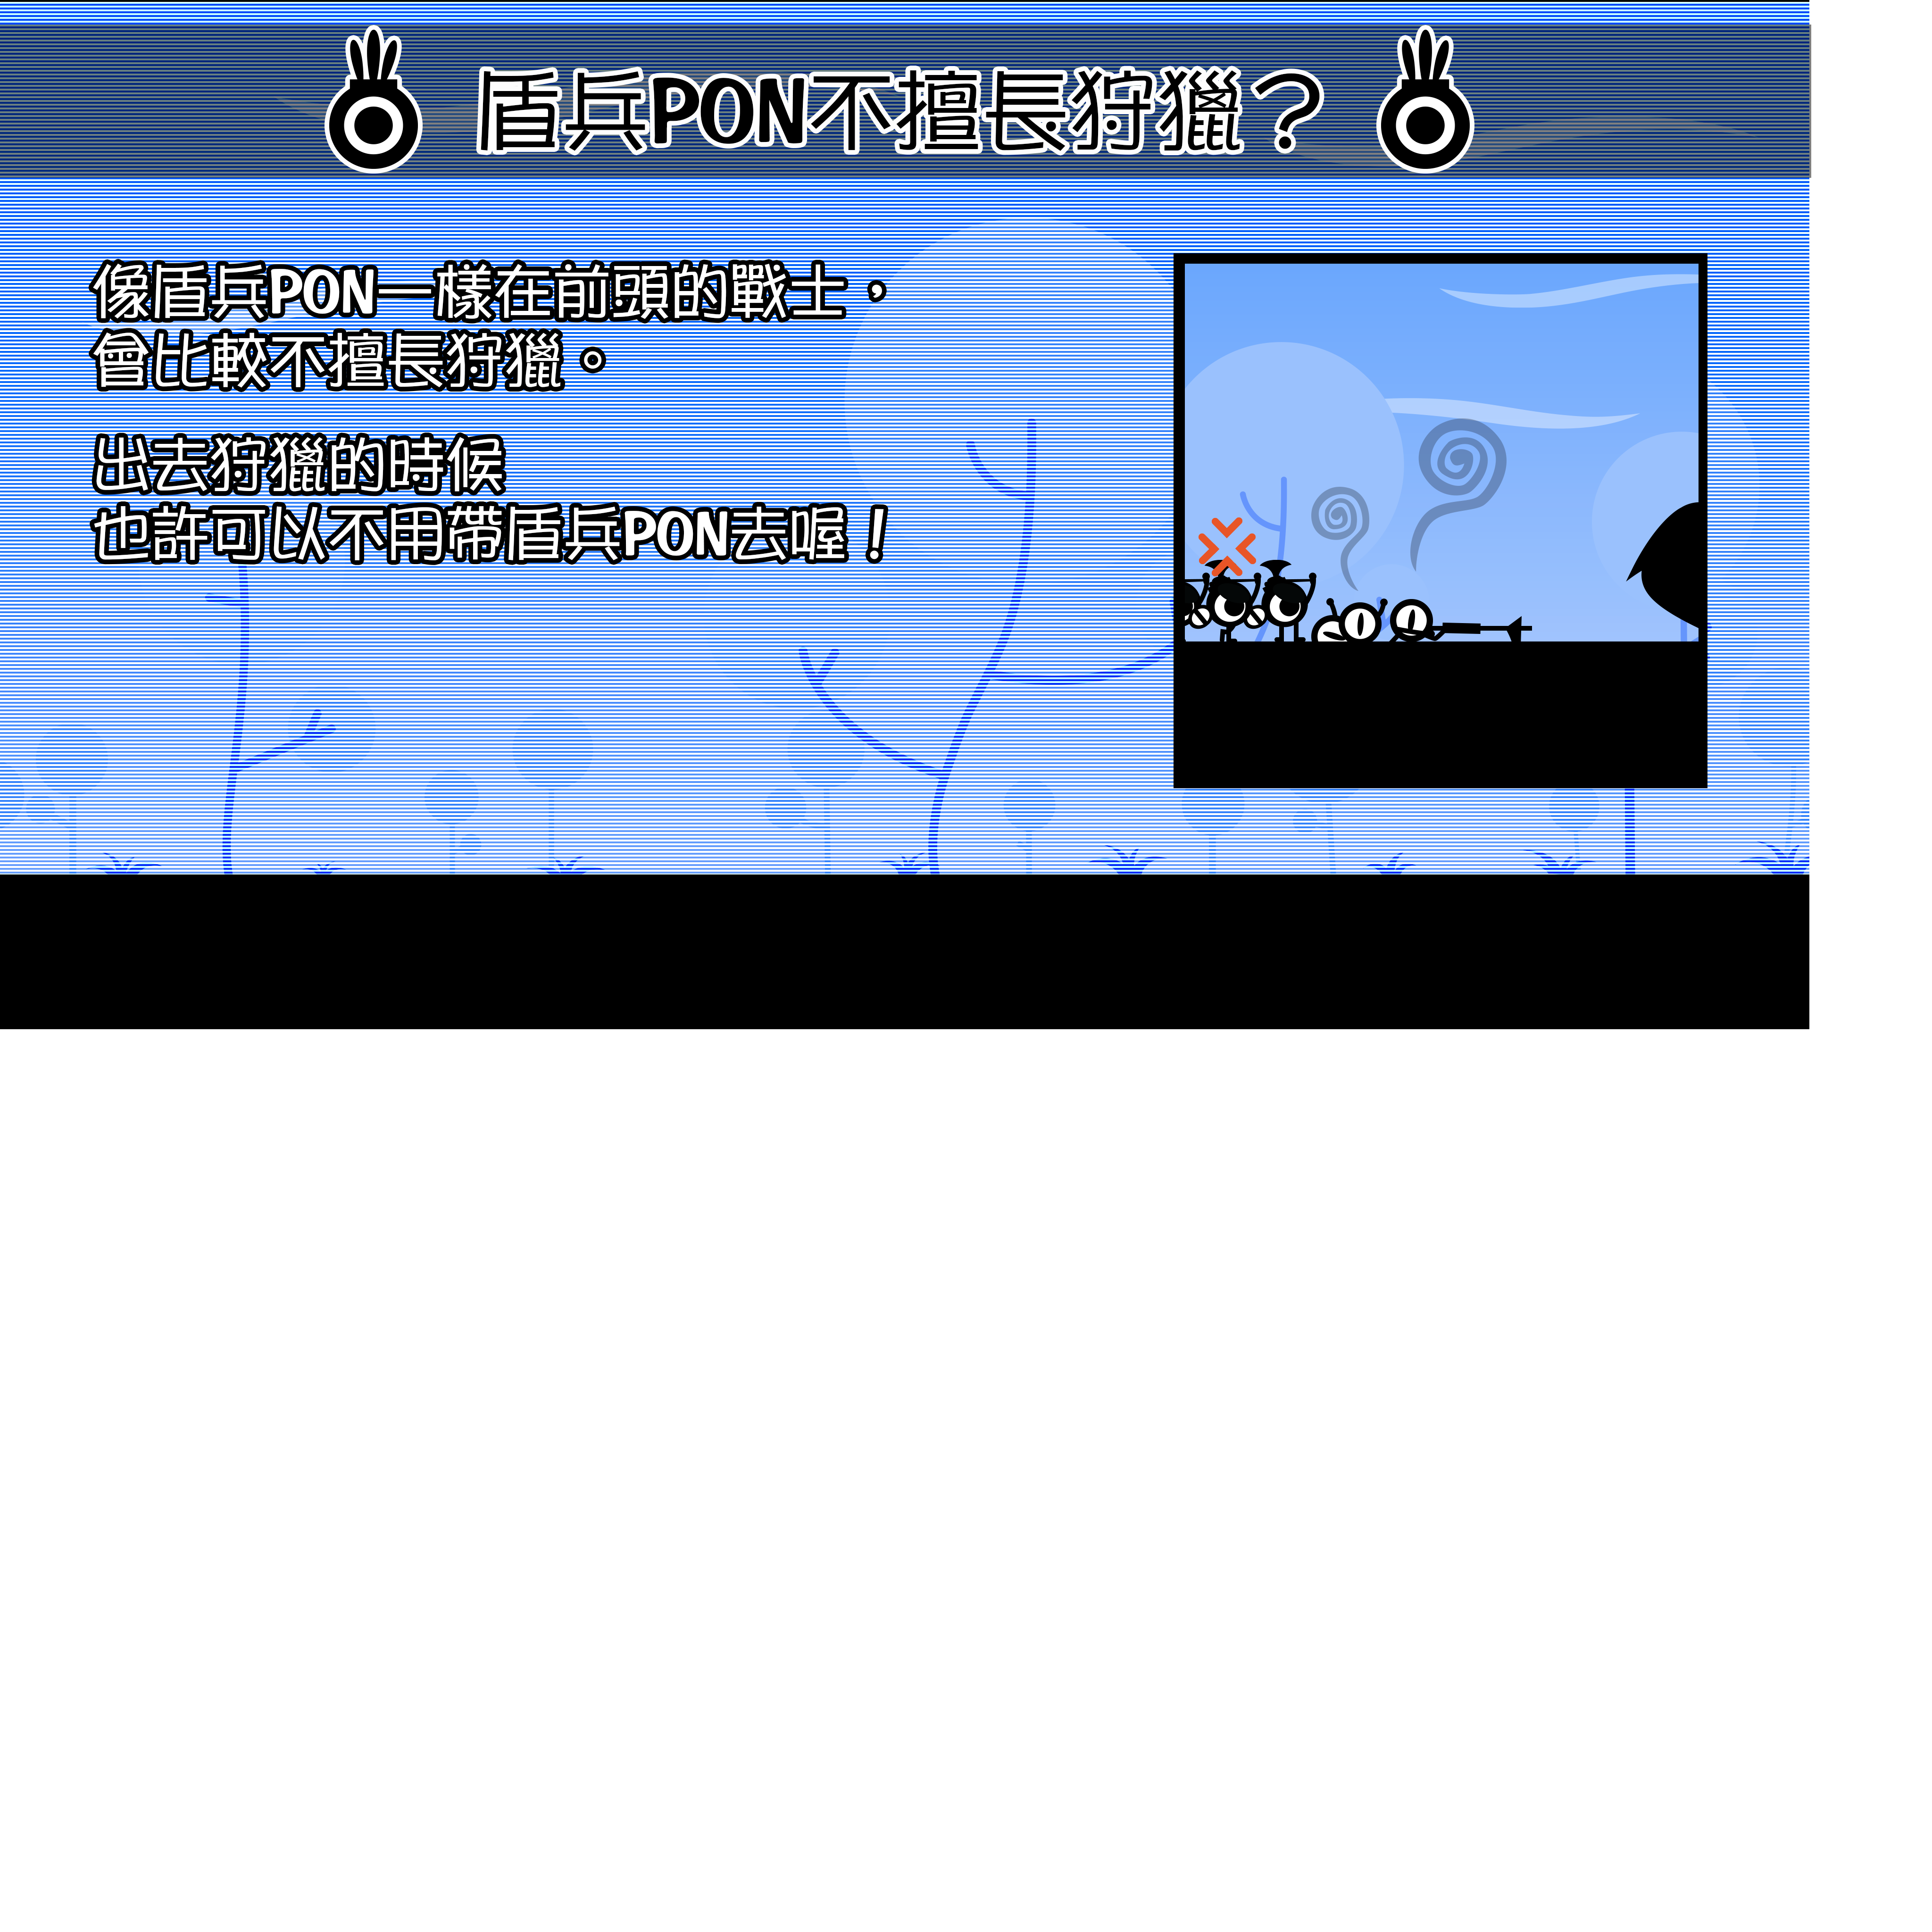 盾兵PON不擅長狩獵？
像盾兵PON一樣在前頭的戰士，
會比較不擅長狩獵。
出去狩獵的時候
也許可以不用帶盾兵PON去喔！